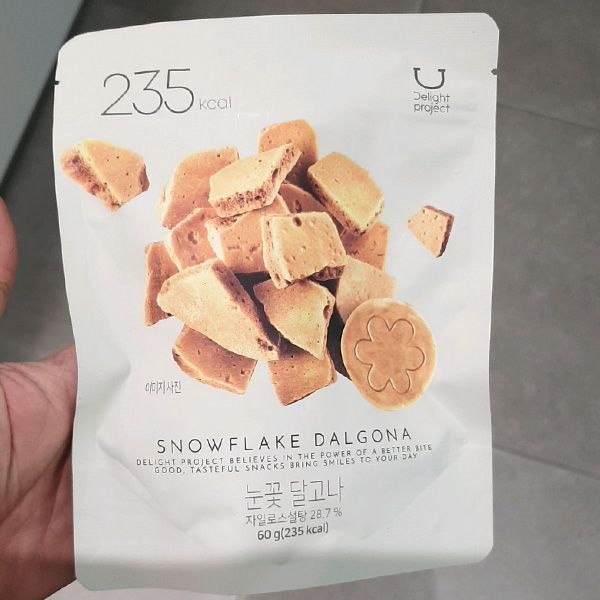 235 kcal
Delight
project
이미지 사진
SNOWFLAKE DALGONA
DELIGHT PROJECT BELIEVES IN THE POWER OF A BETTER BITE
GOOD, TASTEFUL SNACKS BRING SMILES TO YOUR DAY
눈꽃 달고나
자일로스설탕 28.7 %
60 g(235 kcal)